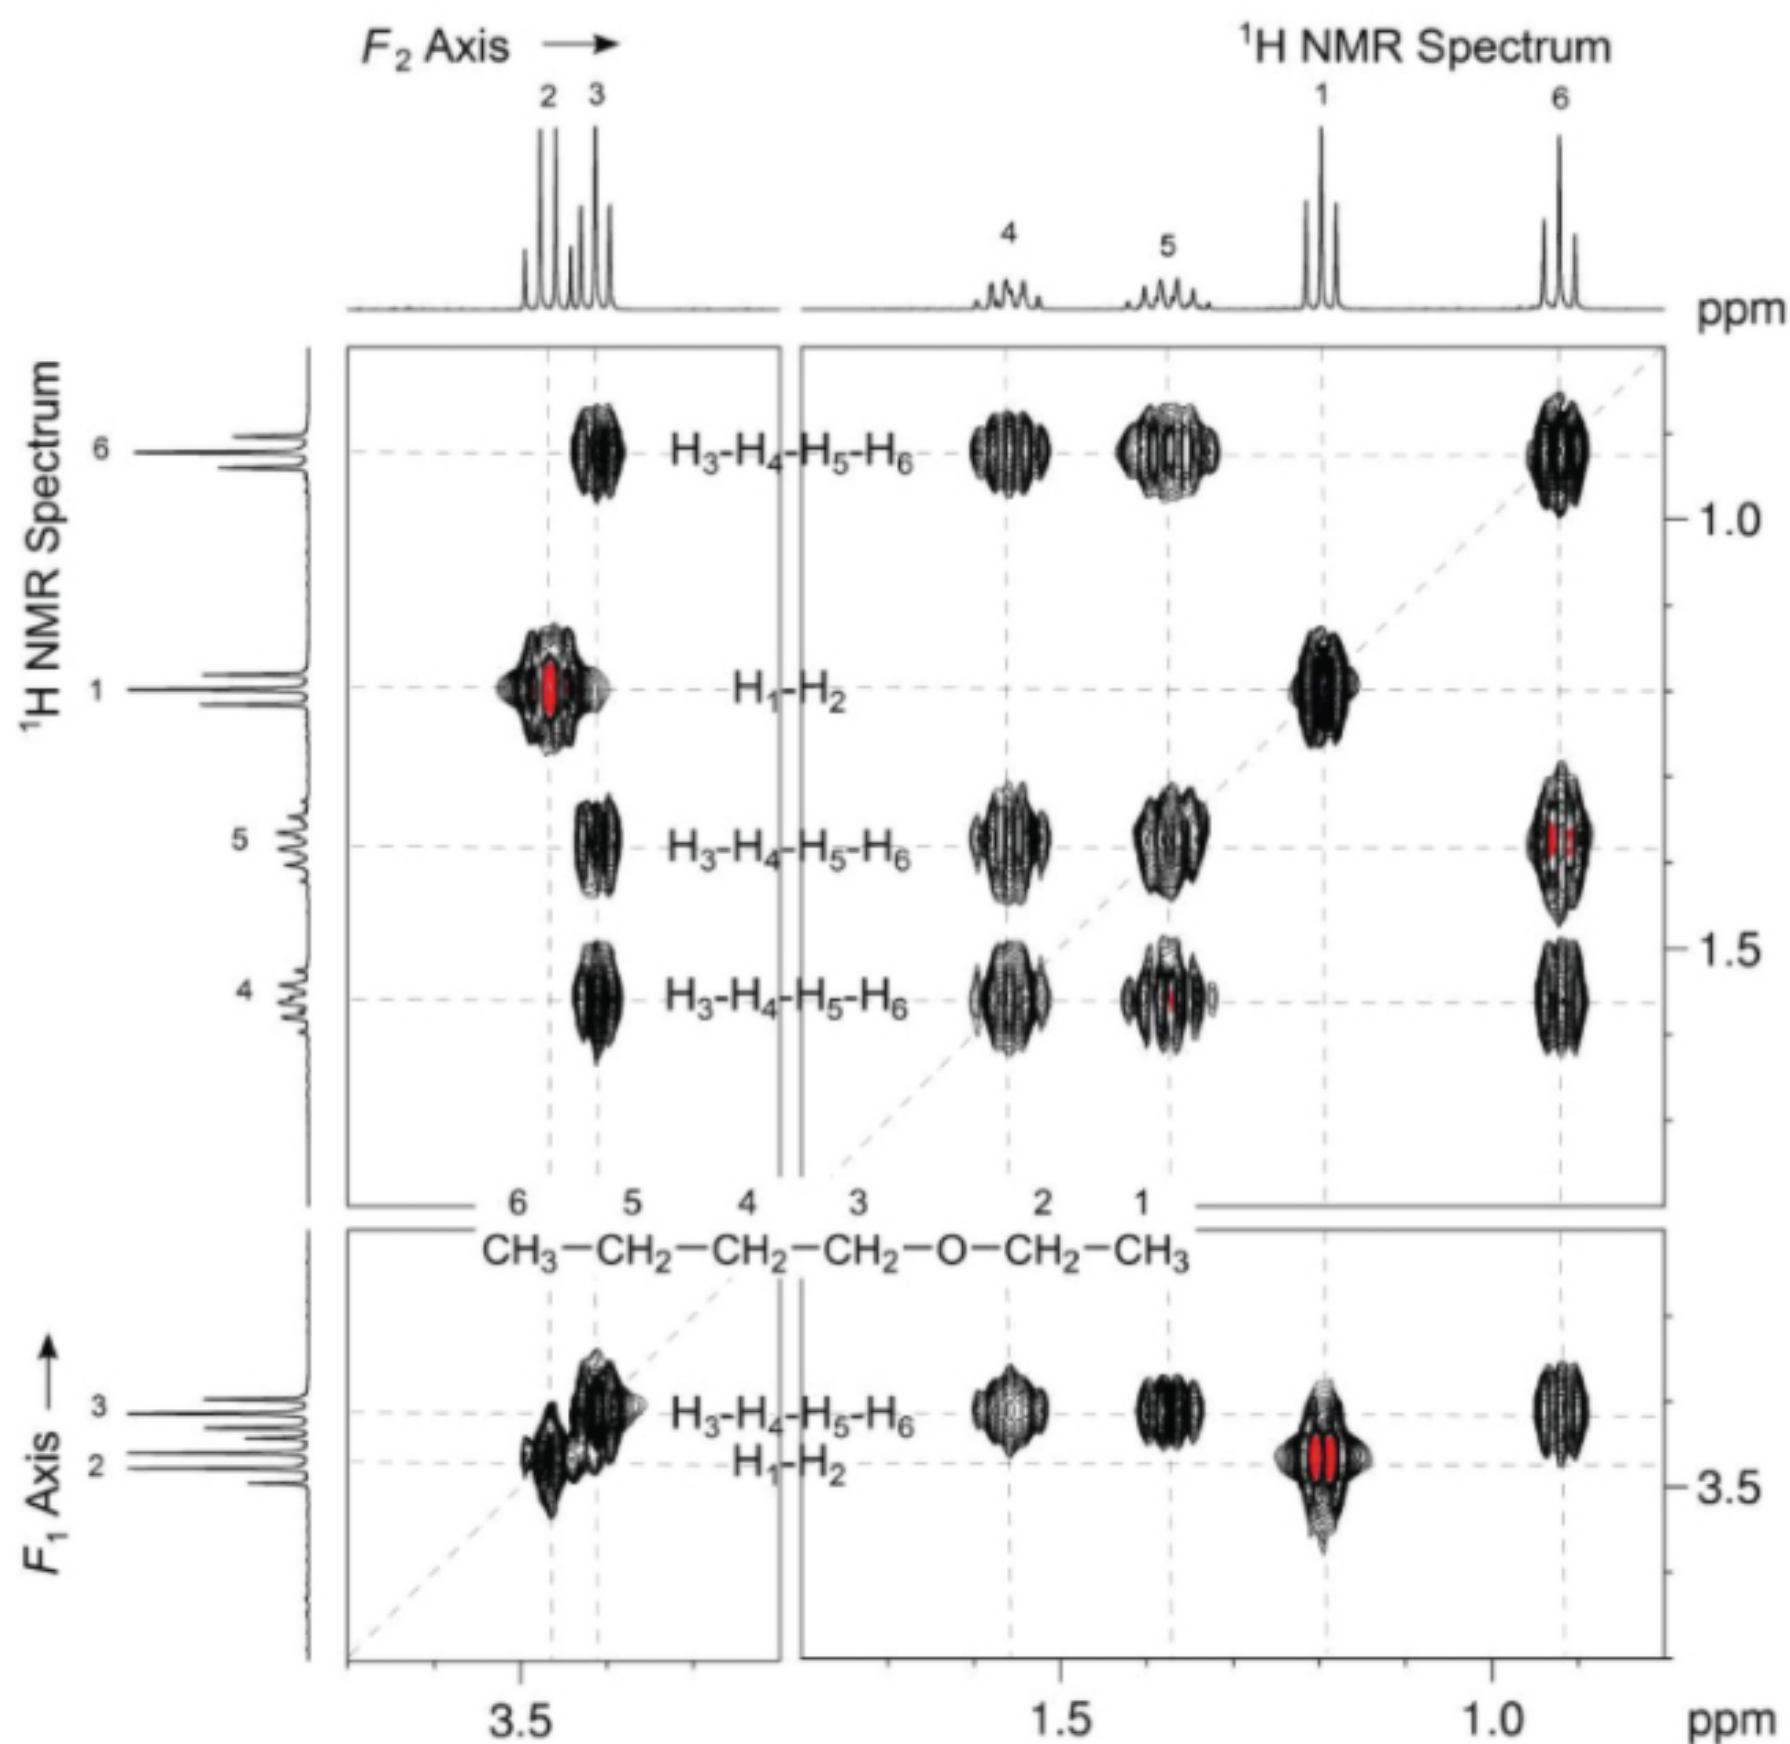 F₂ Axis → ¹H NMR Spectrum
2 3 1 6
4 5
ppm
¹H NMR Spectrum
6 H₃-H₄-H₅-H₆
1.0
1 H₁-H₂
5 H₃-H₄-H₅-H₆
1.5
4 H₃-H₄-H₅-H₆
6 5 4 3 2 1
CH₃-CH₂-CH₂-CH₂-O-CH₂-CH₃
F₁ Axis →
3 H₃-H₄-H₅-H₆
2 H₁-H₂
3.5
3.5 1.5 1.0 ppm